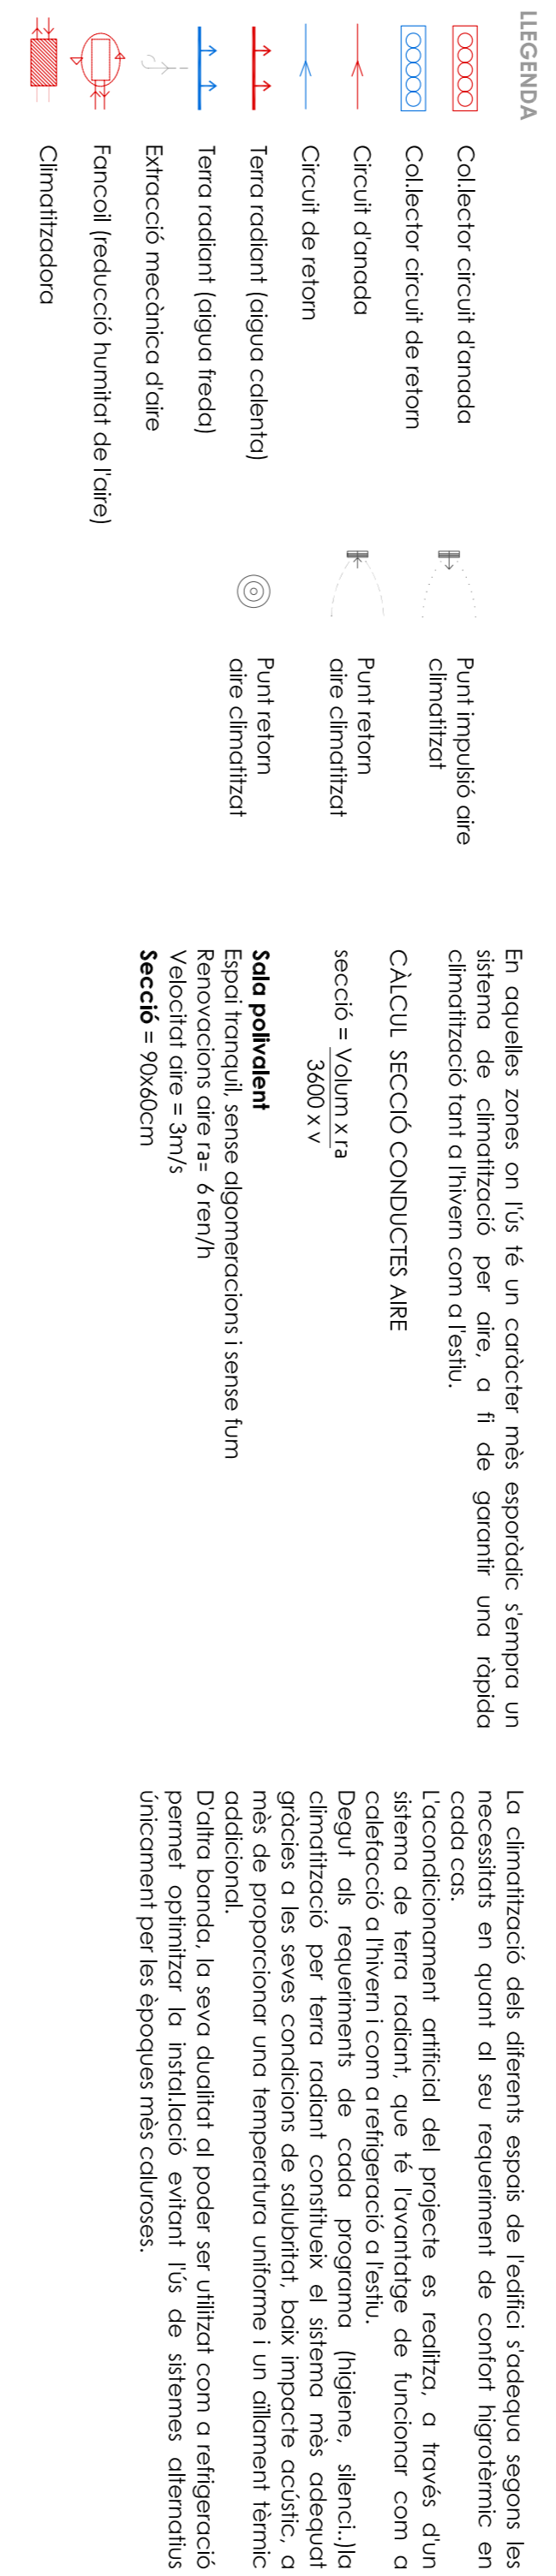 LLEGENDA
Col.lector circuit d'anada
Col.lector circuit de retorn
Circuit d'anada
Circuit de retorn
Terra radiant (aigua calenta)
Terra radiant (aigua freda)
Extracció mecànica d'aire
Fancoil (reducció humitat de l'aire)
Climatitzadora
Punt impulsió aire
climatitzat
Punt retorn
aire climatitzat
Punt retorn
aire climatitzat
En aquelles zones on l'ús té un caràcter mès esporàdic s'empra un
sistema de climatització per aire, a fi de garantir una ràpida
climatització tant a l'hivern com a l'estiu.
CÀLCUL SECCIÓ CONDUCTES AIRE
secció = Volum x ra
3600 x v
Sala polivalent
Espai tranquil, sense algomeracions i sense fum
Renovacions aire ra= 6 ren/h
Velocitat aire = 3m/s
Secció = 90x60cm
La climatització dels diferents espais de l'edifici s'adequa segons les
necessitats en quant al seu requeriment de confort higrotèrmic en
cada cas.
L'acondicionament artificial del projecte es realitza, a través d'un
sistema de terra radiant, que té l'avantatge de funcionar com a
calefacció a l'hivern i com a refrigeració a l'estiu.
Degut als requeriments de cada programa (higiene, silenci..)la
climatització per terra radiant constitueix el sistema mès adequat
gràcies a les seves condicions de salubritat, baix impacte acústic, a
mès de proporcionar una temperatura uniforme i un aïllament tèrmic
addicional.
D'altra banda, la seva dualitat al poder ser utilitzat com a refrigeració
permet optimitzar la instal.lació evitant l'ús de sistemes alternatius
únicament per les èpoques mès caluroses.